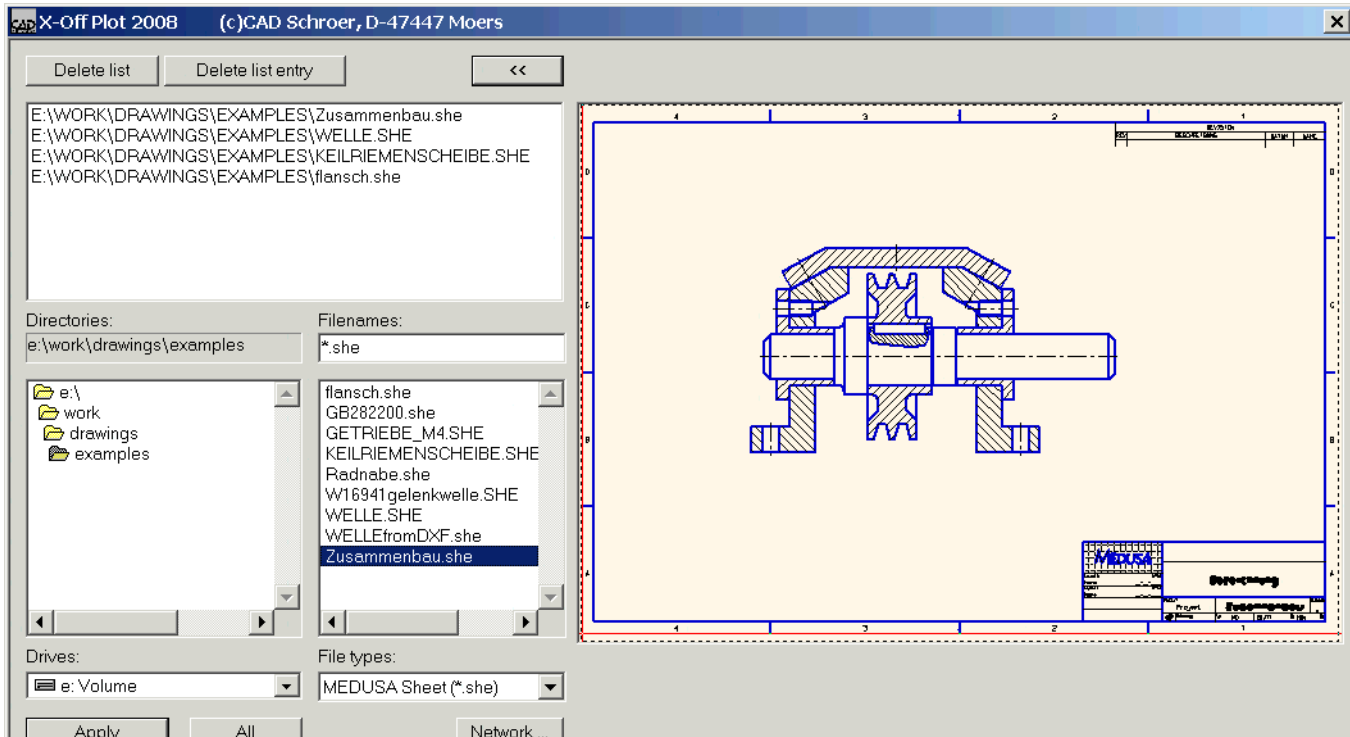 X-Off Plot 2008 (c)CAD Schroer, D-47447 Moers
Delete list
Delete list entry
<<
E:\WORK\DRAWINGS\EXAMPLES\Zusammenbau.she
E:\WORK\DRAWINGS\EXAMPLES\WELLE.SHE
E:\WORK\DRAWINGS\EXAMPLES\KEILRIEMENSCHEIBE.SHE
E:\WORK\DRAWINGS\EXAMPLES\flansch.she
Directories:
Filenames:
e:\work\drawings\examples
*.she
e:\
work
drawings
examples
flansch.she
GB282200.she
GETRIEBE_M4.SHE
KEILRIEMENSCHEIBE.SHE
Radnabe.she
W16941gelenkwelle.SHE
WELLE.SHE
WELLEfromDXF.she
Zusammenbau.she
Drives:
File types:
e: Volume
MEDUSA Sheet (*.she)
Apply
All
Network...
4 3 2 1
D D
C C
B B
A A
MEDUSA
Project
4 3 2 1